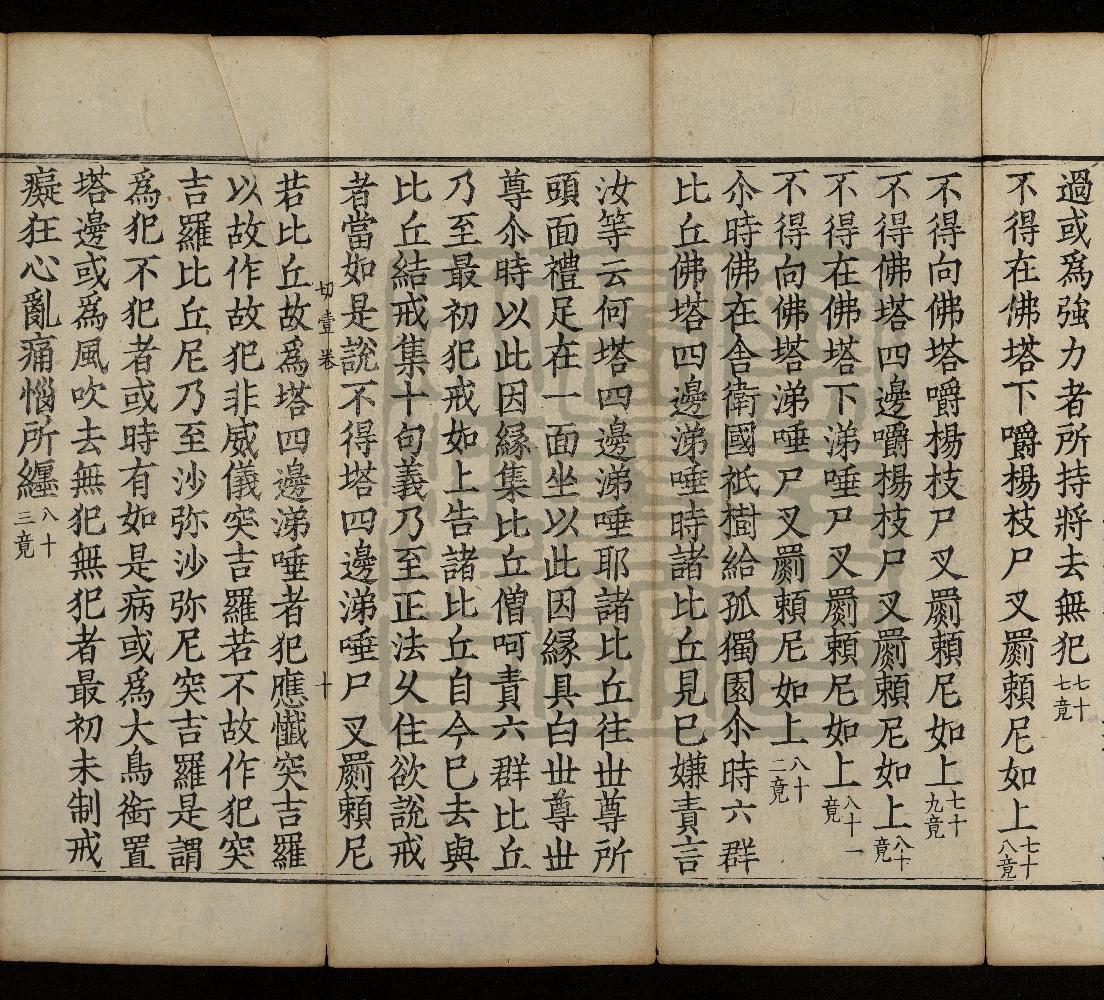 過或爲強力者所持將去無犯七十七竟
不得在佛塔下嚼楊枝尸叉罽頼尼如上七十八竟
不得向佛塔嚼楊枝尸叉罽頼尼如上七十九竟
不得佛塔四邊嚼楊枝尸叉罽頼尼如上八十竟
不得在佛塔下涕唾尸叉罽頼尼如上八十一竟
不得向佛塔涕唾尸叉罽頼尼如上八十二竟
尒時佛在舎衛國祇樹給孤獨園尒時六群
比丘佛塔四邊涕唾時諸比丘見巳嫌責言
汝等云何塔四邊涕唾耶諸比丘往世尊所
頭面禮足在一面坐以此因縁具白世尊世
尊尒時以此因縁集比丘僧呵責六群比丘
乃至最初犯戒如上告諸比丘自今巳去與
比丘結戒集十句義乃至正法久住欲說戒
者當如是說不得塔四邊涕唾尸叉罽頼尼
切壹卷 十
若比丘故爲塔四邊涕唾者犯應懺突吉羅
以故作故犯非威儀突吉羅若不故作犯突
吉羅比丘尼乃至沙弥沙弥尼突吉羅是謂
爲犯不犯者或時有如是病或爲大鳥銜置
塔邊或爲風吹去無犯無犯者最初未制戒
癡狂心亂痛惱所纏八十三竟